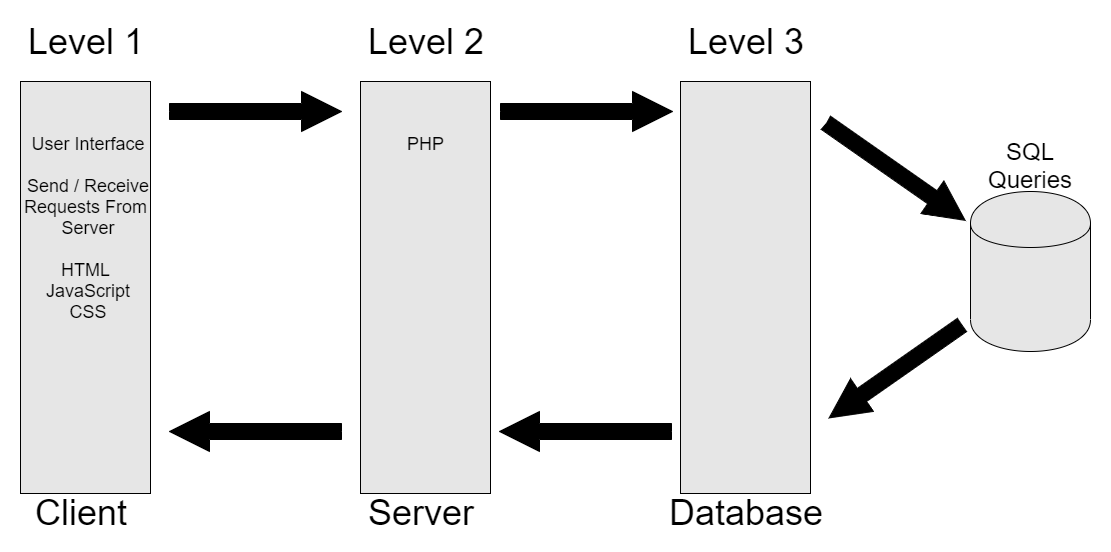 Level 1
Level 2
Level 3
User Interface
Send / Receive
Requests From
Server
HTML
JavaScript
CSS
PHP
SQL
Queries
Client
Server
Database